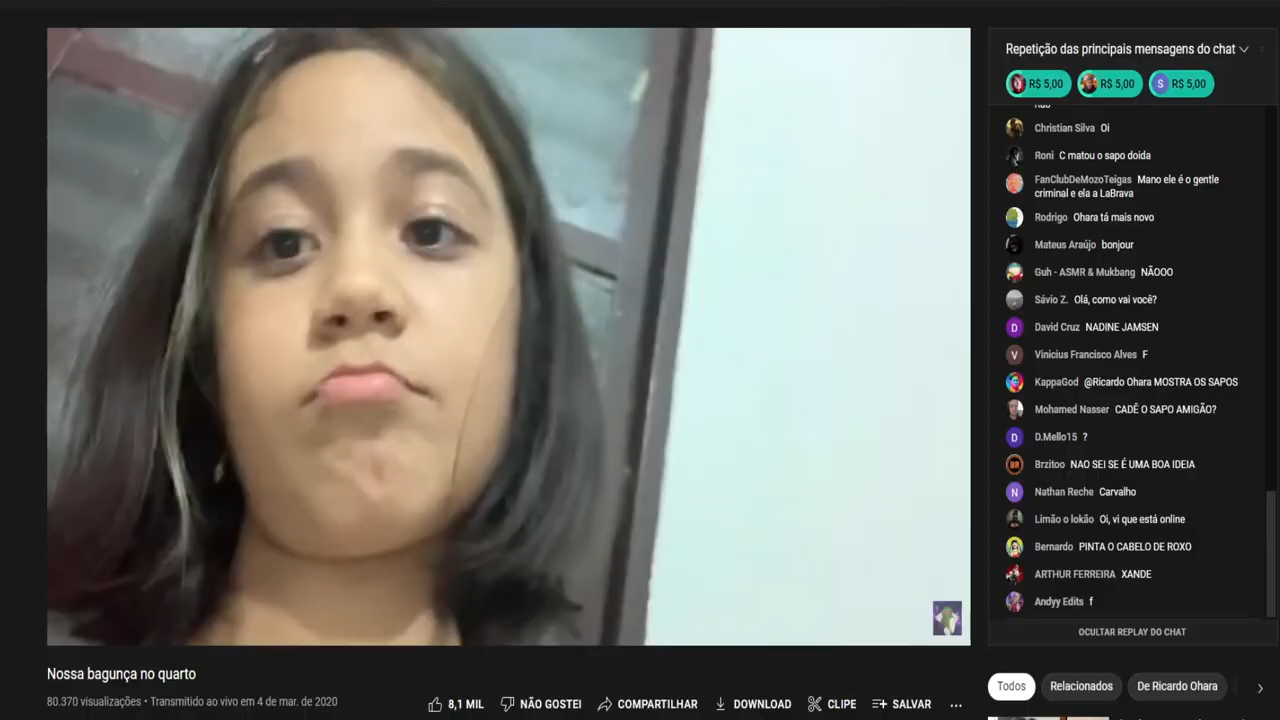 Repetição das principais mensagens do chat
R$ 5,00
R$ 5,00
S R$ 5,00
Christian Silva Oi
Roni C matou o sapo doida
FanClubDeMozoTeigas Mano ele é o gentle
criminal e ela a LaBrava
Rodrigo Ohara tá mais novo
Mateus Araújo bonjour
Guh - ASMR & Mukbang NÃOOO
Sávio Z. Olá, como vai você?
D David Cruz NADINE JAMSEN
V Vinicius Francisco Alves F
KappaGod @Ricardo Ohara MOSTRA OS SAPOS
Mohamed Nasser CADÊ O SAPO AMIGÃO?
D D.Mello15 ?
BR Brzitoo NAO SEI SE É UMA BOA IDEIA
N Nathan Reche Carvalho
Limão o lokão Oi, vi que está online
Bernardo PINTA O CABELO DE ROXO
ARTHUR FERREIRA XANDE
Andyy Edits f
OCULTAR REPLAY DO CHAT
Nossa bagunça no quarto
80.370 visualizações • Transmitido ao vivo em 4 de mar. de 2020
8,1 MIL
NÃO GOSTEI
COMPARTILHAR
DOWNLOAD
CLIPE
SALVAR
Todos
Relacionados
De Ricardo Ohara